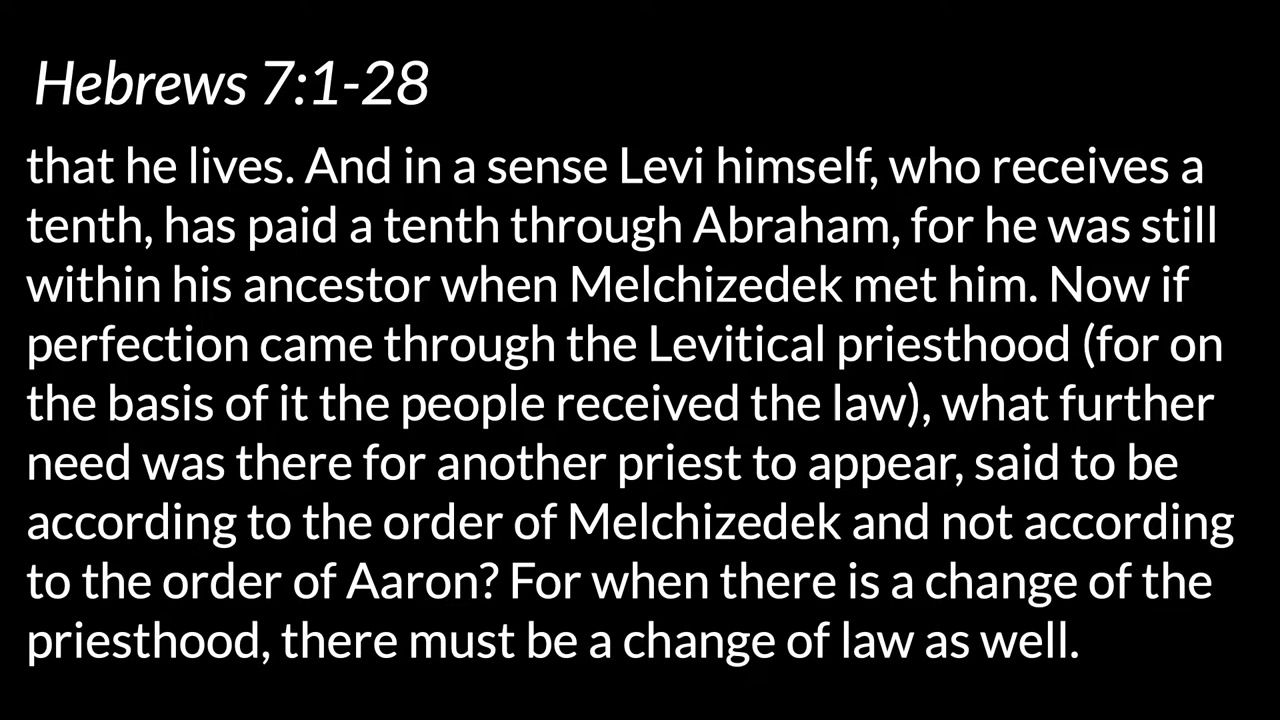 Hebrews 7:1-28
that he lives. And in a sense Levi himself, who receives a
tenth, has paid a tenth through Abraham, for he was still
within his ancestor when Melchizedek met him. Now if
perfection came through the Levitical priesthood (for on
the basis of it the people received the law), what further
need was there for another priest to appear, said to be
according to the order of Melchizedek and not according
to the order of Aaron? For when there is a change of the
priesthood, there must be a change of law as well.